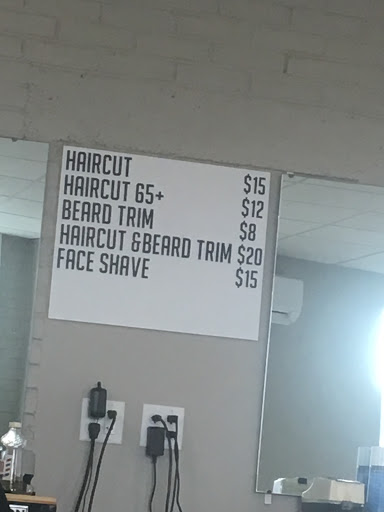 HAIRCUT $15
HAIRCUT 65+ $12
BEARD TRIM $8
HAIRCUT &BEARD TRIM $20
FACE SHAVE $15